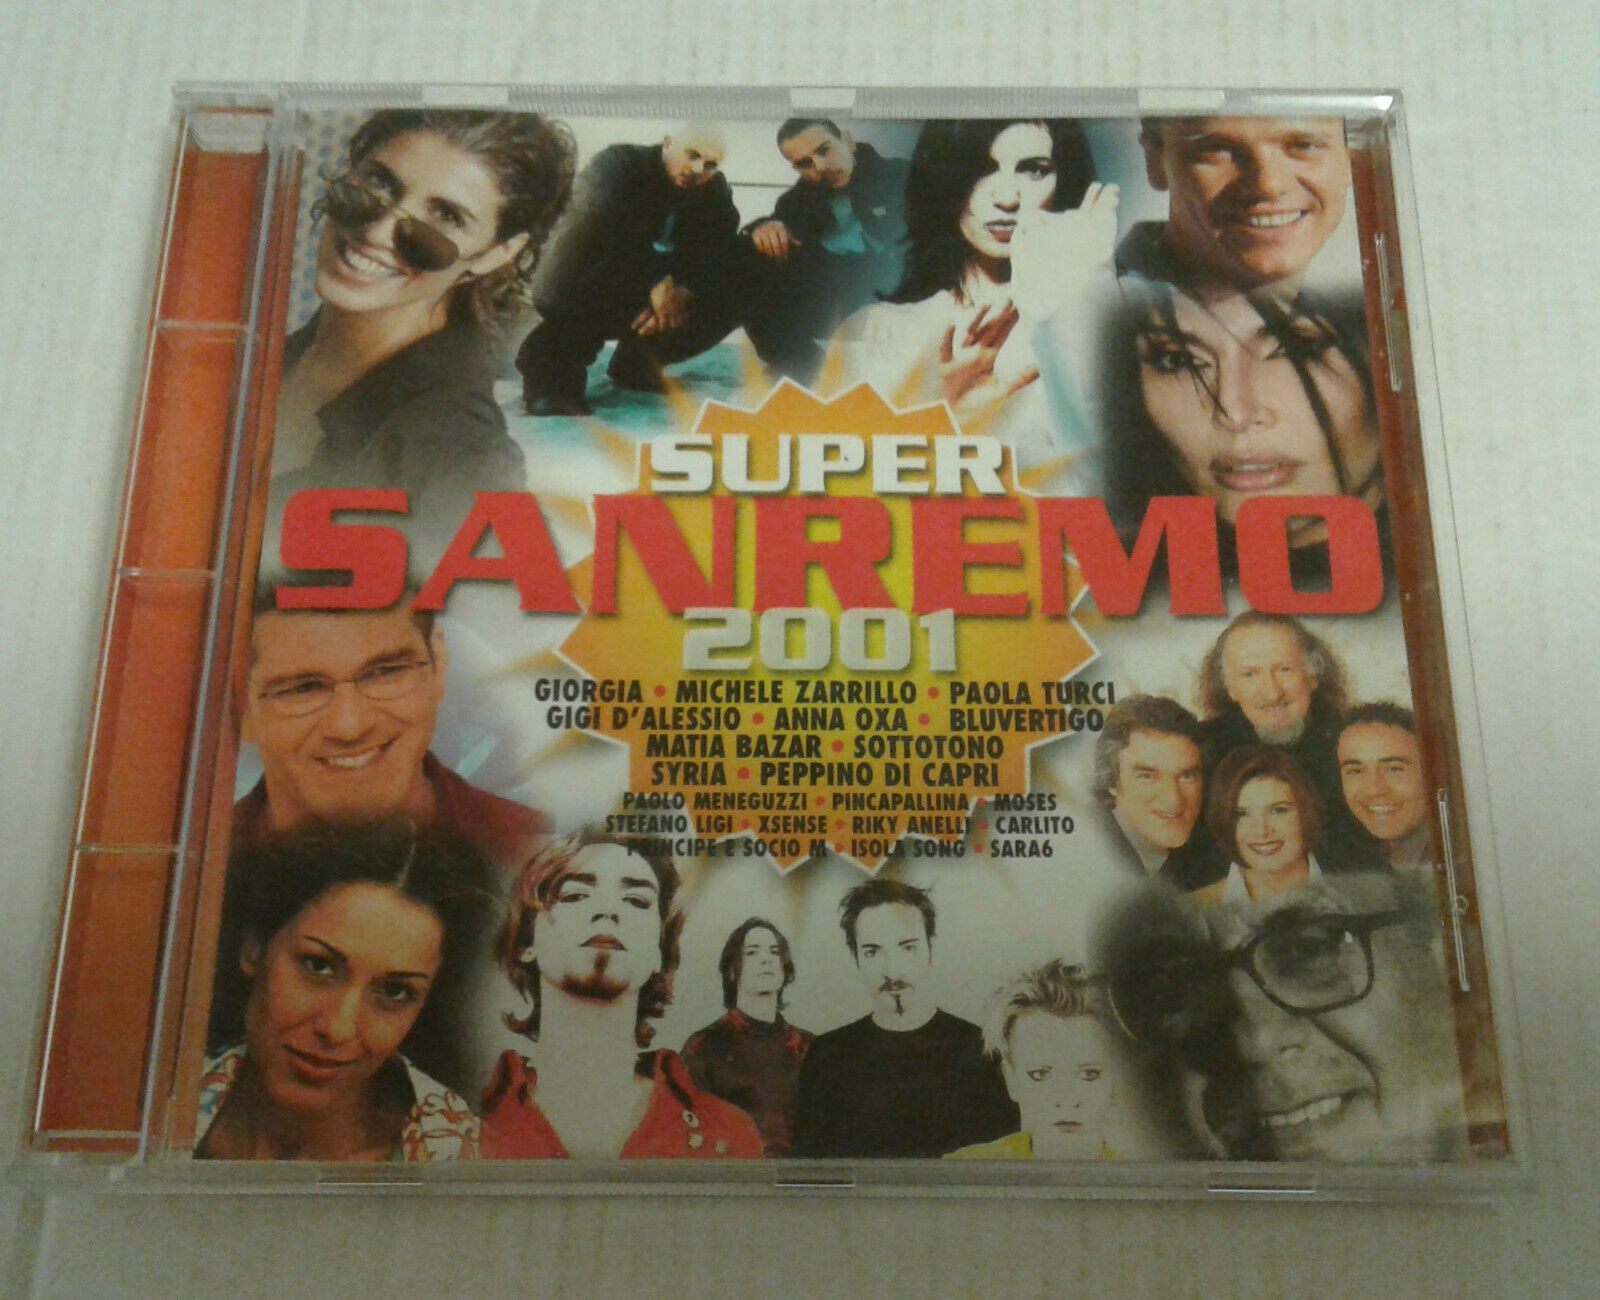 SUPER
SANREMO
2001
GIORGIA • MICHELE ZARRILLO • PAOLA TURCI
GIGI D'ALESSIO • ANNA OXA • BLUVERTIGO
MATIA BAZAR • SOTTOTONO
SYRIA • PEPPINO DI CAPRI
PAOLO MENEGUZZI • PINCAPALLINA • MOSES
STEFANO LIGI • XSENSE • RIKY ANELLI • CARLITO
PRINCIPE E SOCIO M • ISOLA SONG • SARA6